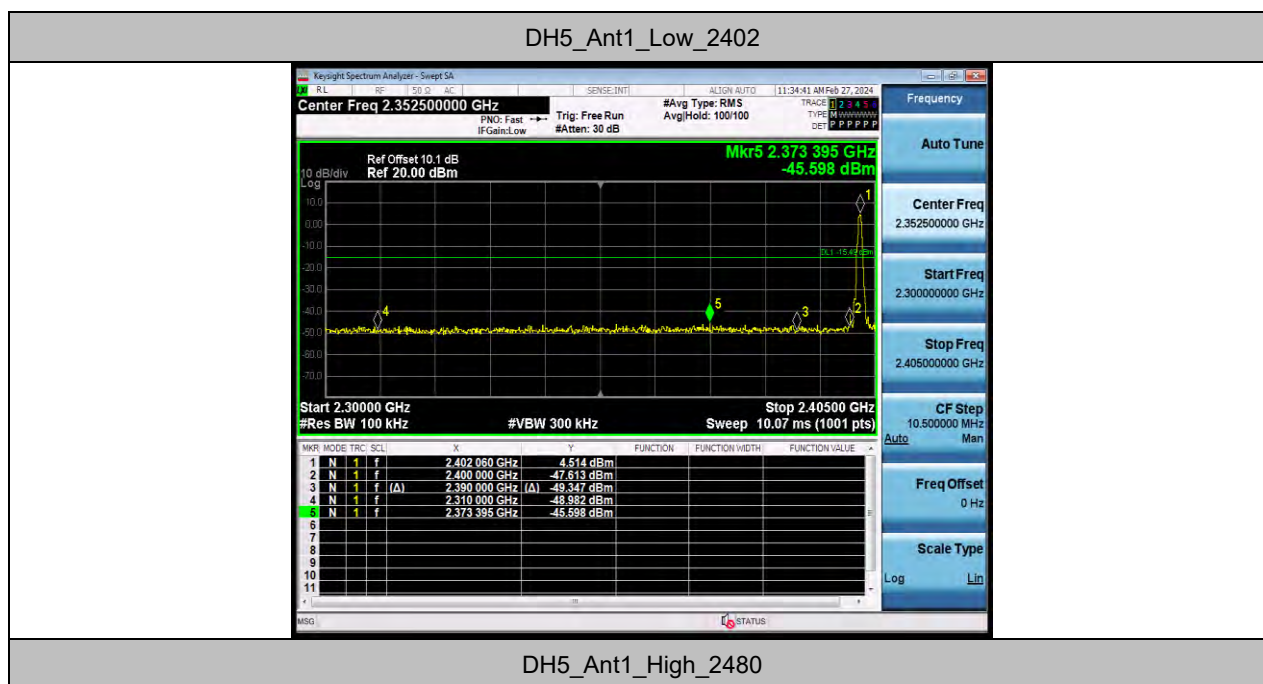 DH5_Ant1_Low_2402
Keysight Spectrum Analyzer - Swept SA
RL RF 50 Ω AC SENSE:INT ALIGN AUTO 11:34:41 AM Feb 27, 2024
Center Freq 2.352500000 GHz #Avg Type: RMS TRACE 1 2 3 4 5 6
PNO: Fast Trig: Free Run Avg|Hold: 100/100 TYPE M WWWWW
IFGain:Low #Atten: 30 dB DET P P P P P P
Frequency
Auto Tune
Mkr5 2.373 395 GHz
-45.598 dBm
Ref Offset 10.1 dB
10 dB/div Ref 20.00 dBm
Log
10.0
0.00
-10.0
-20.0
-30.0
-40.0
-50.0
-60.0
-70.0
DL1 -15.49 dBm
1
2
3
4
5
Center Freq
2.352500000 GHz
Start Freq
2.300000000 GHz
Stop Freq
2.405000000 GHz
CF Step
10.500000 MHz
Auto Man
Freq Offset
0 Hz
Scale Type
Log Lin
Start 2.30000 GHz Stop 2.40500 GHz
#Res BW 100 kHz #VBW 300 kHz Sweep 10.07 ms (1001 pts)
MKR MODE TRC SCL X Y FUNCTION FUNCTION WIDTH FUNCTION VALUE
1 N 1 f 2.402 060 GHz 4.514 dBm
2 N 1 f 2.400 000 GHz -47.613 dBm
3 N 1 f (Δ) 2.390 000 GHz (Δ) -49.347 dBm
4 N 1 f 2.310 000 GHz -48.982 dBm
5 N 1 f 2.373 395 GHz -45.598 dBm
6
7
8
9
10
11
MSG STATUS
DH5_Ant1_High_2480